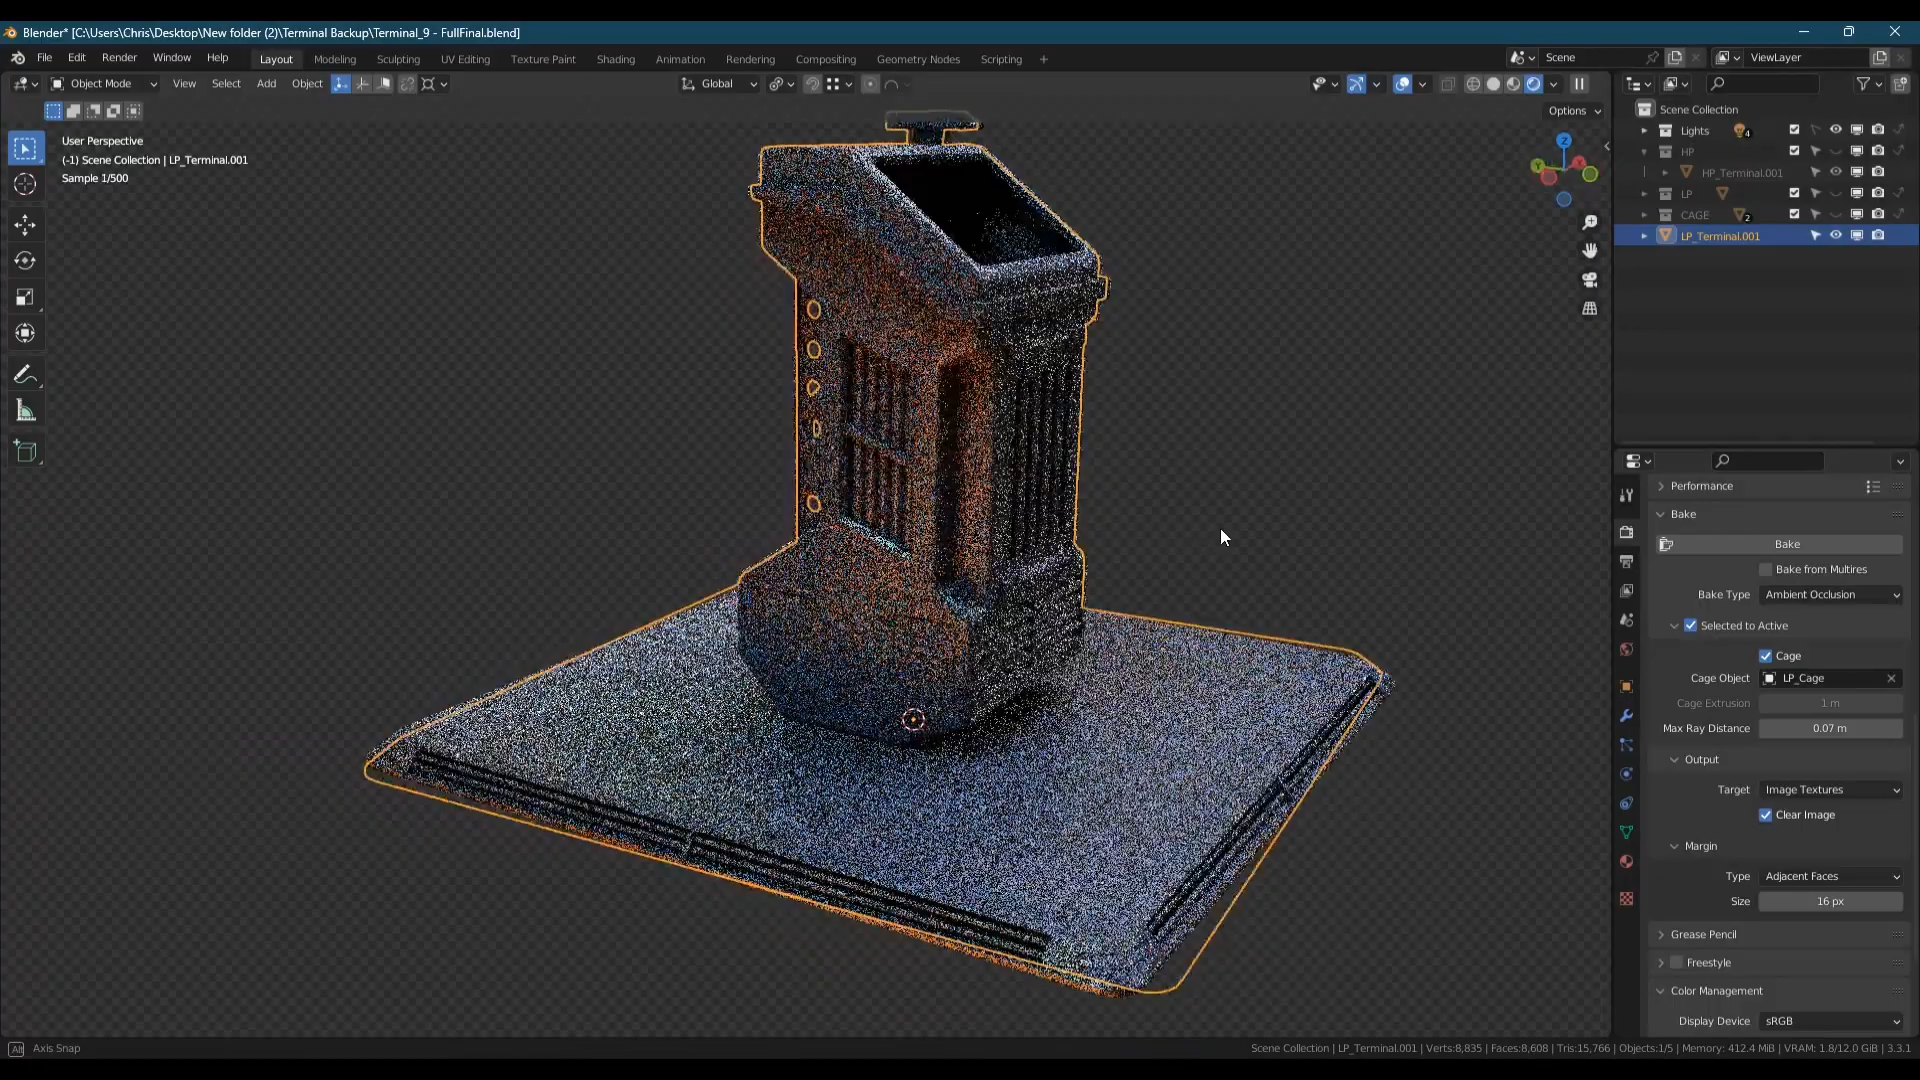 Blender* [C:\Users\Chris\Desktop\New folder (2)\Terminal Backup\Terminal_9 - FullFinal.blend]
File Edit Render Window Help Layout Modeling Sculpting UV Editing Texture Paint Shading Animation Rendering Compositing Geometry Nodes Scripting + Scene ViewLayer
Object Mode View Select Add Object Global
Options
User Perspective
(-1) Scene Collection | LP_Terminal.001
Sample 1/500
Z
Y
X
Scene Collection
Lights 4
HP
HP_Terminal.001
LP
CAGE 2
LP_Terminal.001
Performance
Bake
Bake
Bake from Multires
Bake Type Ambient Occlusion
Selected to Active
Cage
Cage Object LP_Cage
Cage Extrusion 1 m
Max Ray Distance 0.07 m
Output
Target Image Textures
Clear Image
Margin
Type Adjacent Faces
Size 16 px
Grease Pencil
Freestyle
Color Management
Display Device sRGB
Alt Axis Snap
Scene Collection | LP_Terminal.001 | Verts:8,835 | Faces:8,608 | Tris:15,766 | Objects:1/5 | Memory: 412.4 MiB | VRAM: 1.8/12.0 GiB | 3.3.1